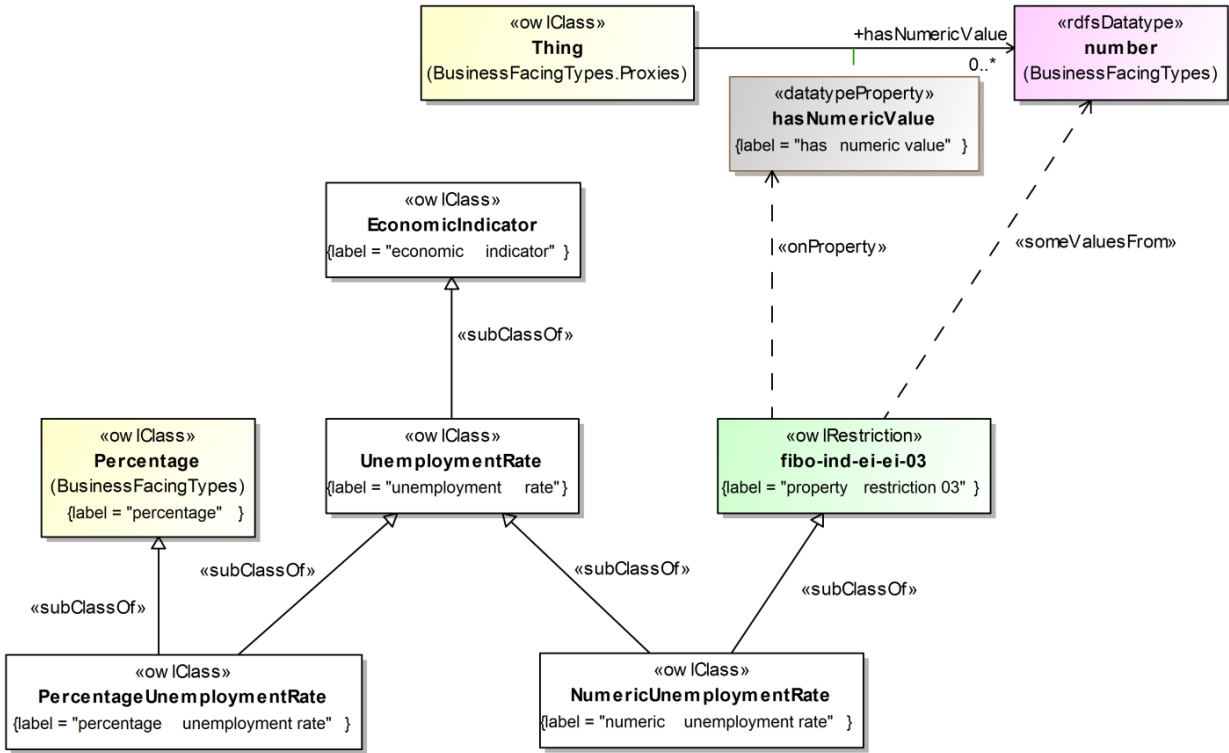 «owlClass»
Thing
(BusinessFacingTypes.Proxies)
+hasNumericValue
0..*
«rdfsDatatype»
number
(BusinessFacingTypes)
«datatypeProperty»
hasNumericValue
{label = "has numeric value" }
«owlClass»
EconomicIndicator
{label = "economic indicator" }
«onProperty»
«someValuesFrom»
«subClassOf»
«owlClass»
Percentage
(BusinessFacingTypes)
{label = "percentage" }
«owlClass»
UnemploymentRate
{label = "unemployment rate"}
«owlRestriction»
fibo-ind-ei-ei-03
{label = "property restriction 03" }
«subClassOf»
«subClassOf»
«subClassOf»
«subClassOf»
«owlClass»
PercentageUnemploymentRate
{label = "percentage unemployment rate" }
«owlClass»
NumericUnemploymentRate
{label = "numeric unemployment rate" }